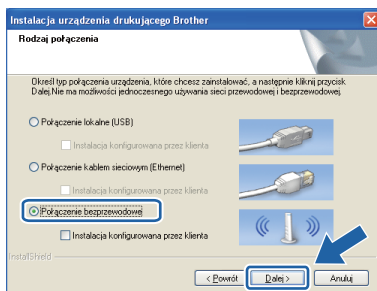 Instalacja urządzenia drukującego Brother
Rodzaj połączenia
Określ typ połączenia urządzenia, które chcesz zainstalować, a następnie kliknij przycisk
Dalej.Nie ma możliwości jednoczesnego używania sieci przewodowej i bezprzewodowej.
Połączenie lokalne (USB)
Instalacja konfigurowana przez klienta
Połączenie kablem sieciowym (Ethernet)
Instalacja konfigurowana przez klienta
Połączenie bezprzewodowe
Instalacja konfigurowana przez klienta
InstallShield
< Powrót
Dalej >
Anuluj